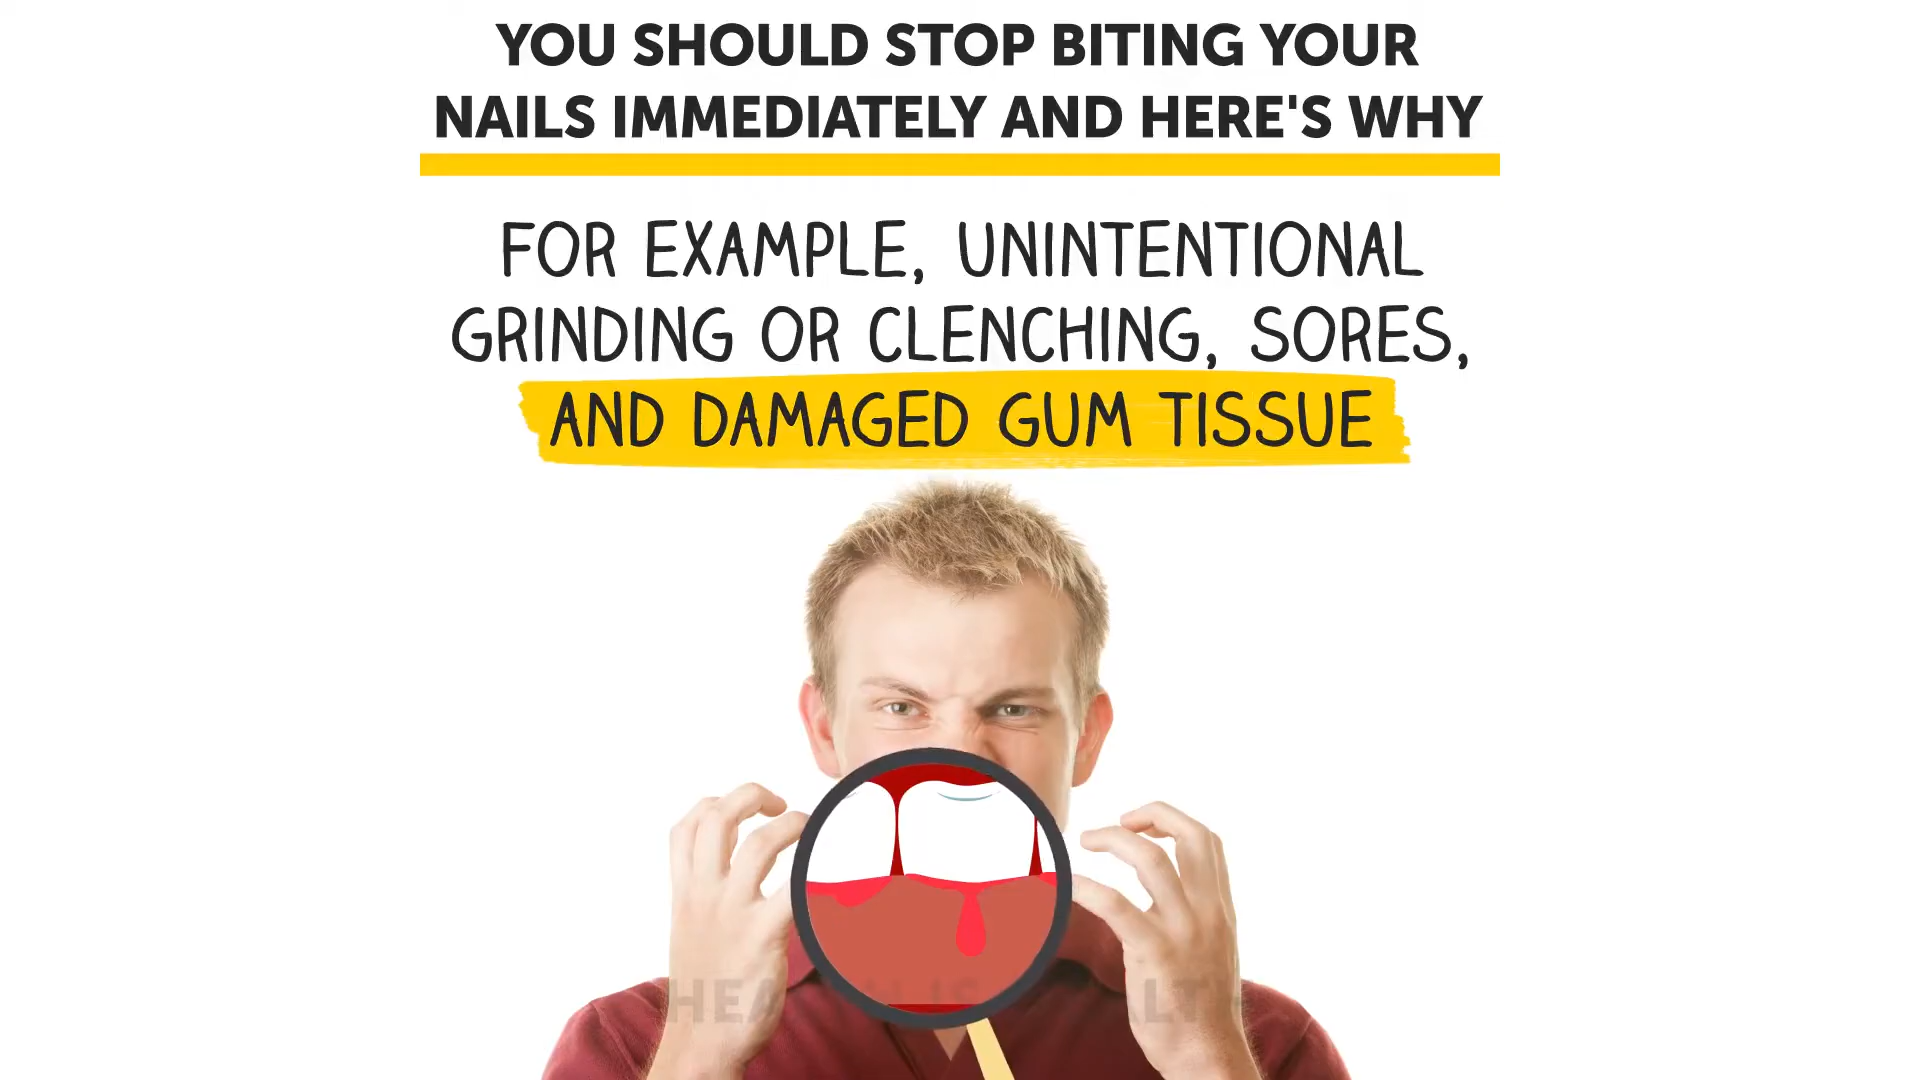 YOU SHOULD STOP BITING YOUR
NAILS IMMEDIATELY AND HERE'S WHY
FOR EXAMPLE, UNINTENTIONAL
GRINDING OR CLENCHING, SORES,
AND DAMAGED GUM TISSUE